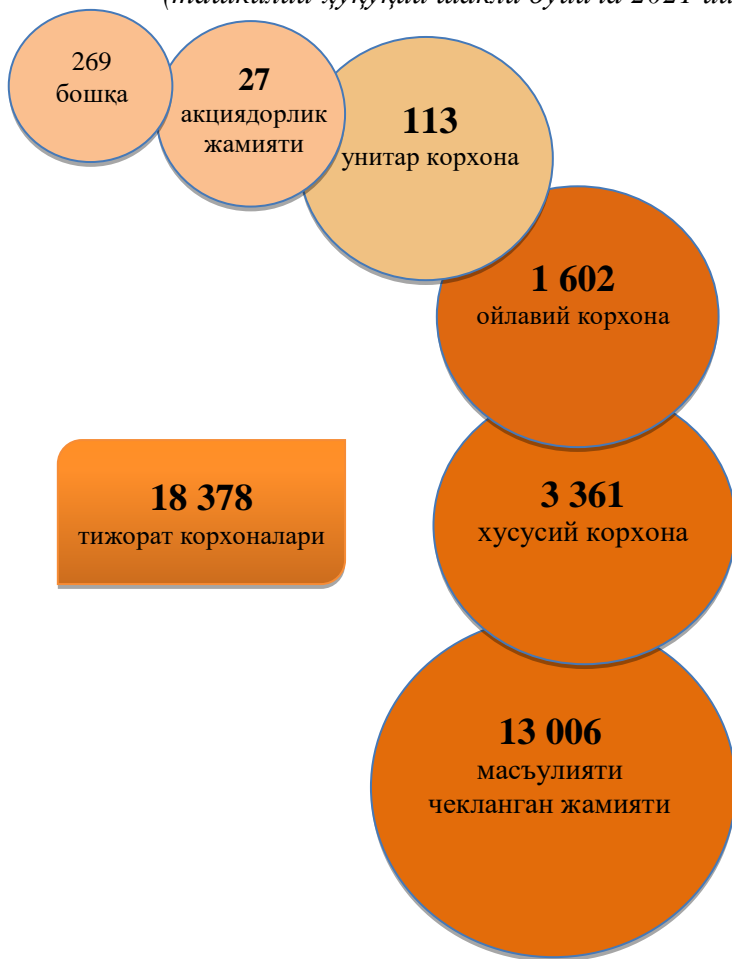 269
бошқа
27
акциядорлик
жамияти
113
унитар корхона
1 602
ойлавий корхона
18 378
тижорат корхоналари
3 361
хусусий корхона
13 006
масъулияти
чекланган жамияти